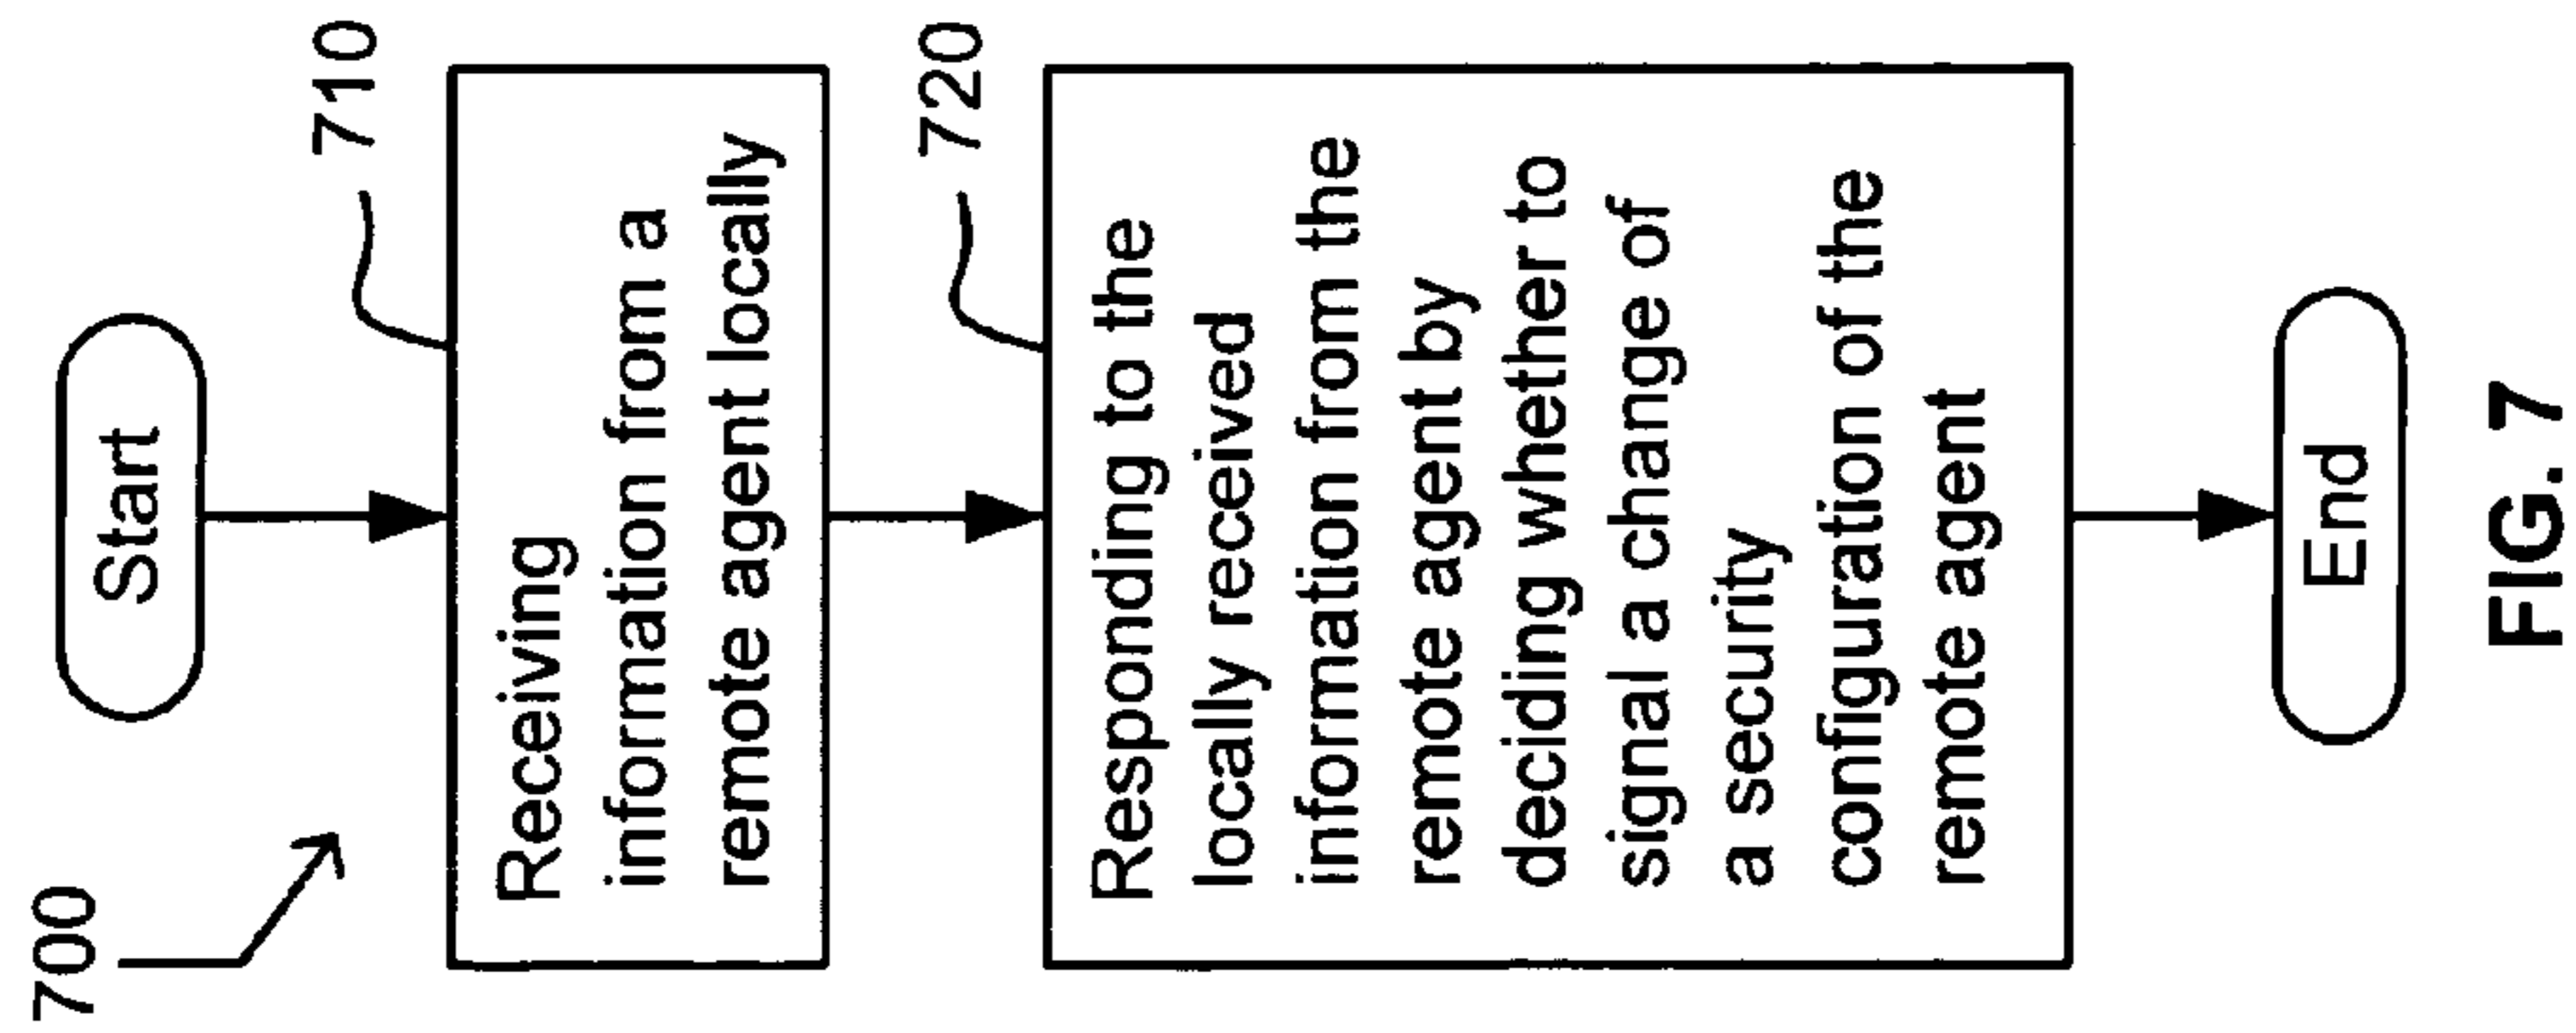 700
Start
710
Receiving
information from a
remote agent locally
720
Responding to the
locally received
information from the
remote agent by
deciding whether to
signal a change of
a security
configuration of the
remote agent
End
FIG. 7